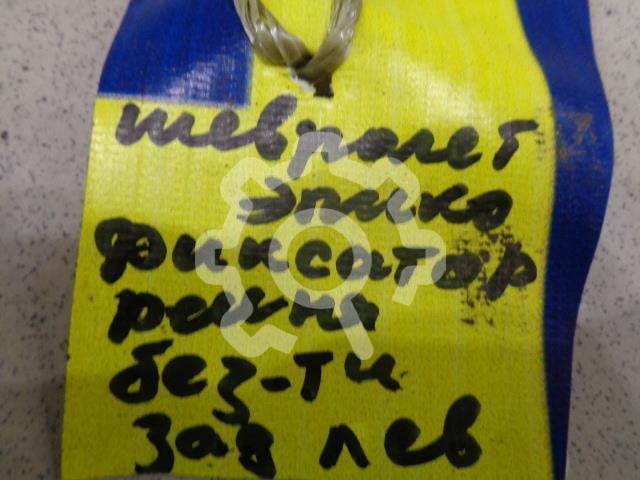 шевролет
эпика
фиксатор
ремня
без-ти
зад лев